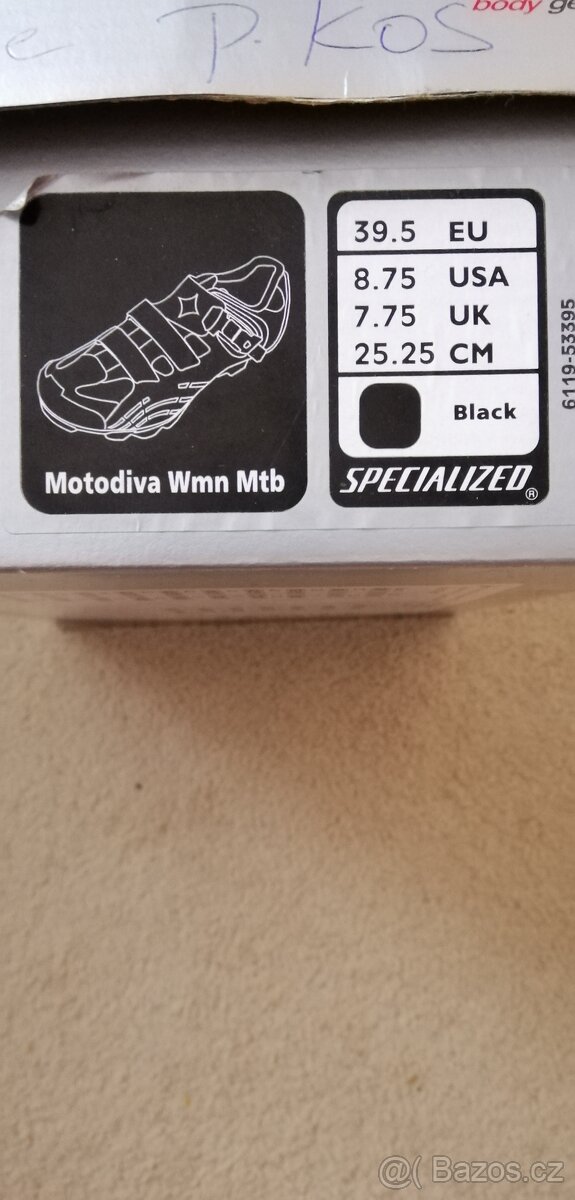 body ge
e P. KOS
39.5 EU
8.75 USA
7.75 UK
25.25 CM
Black
SPECIALIZED®
Motodiva Wmn Mtb
6119-53395
@( Bazos.cz